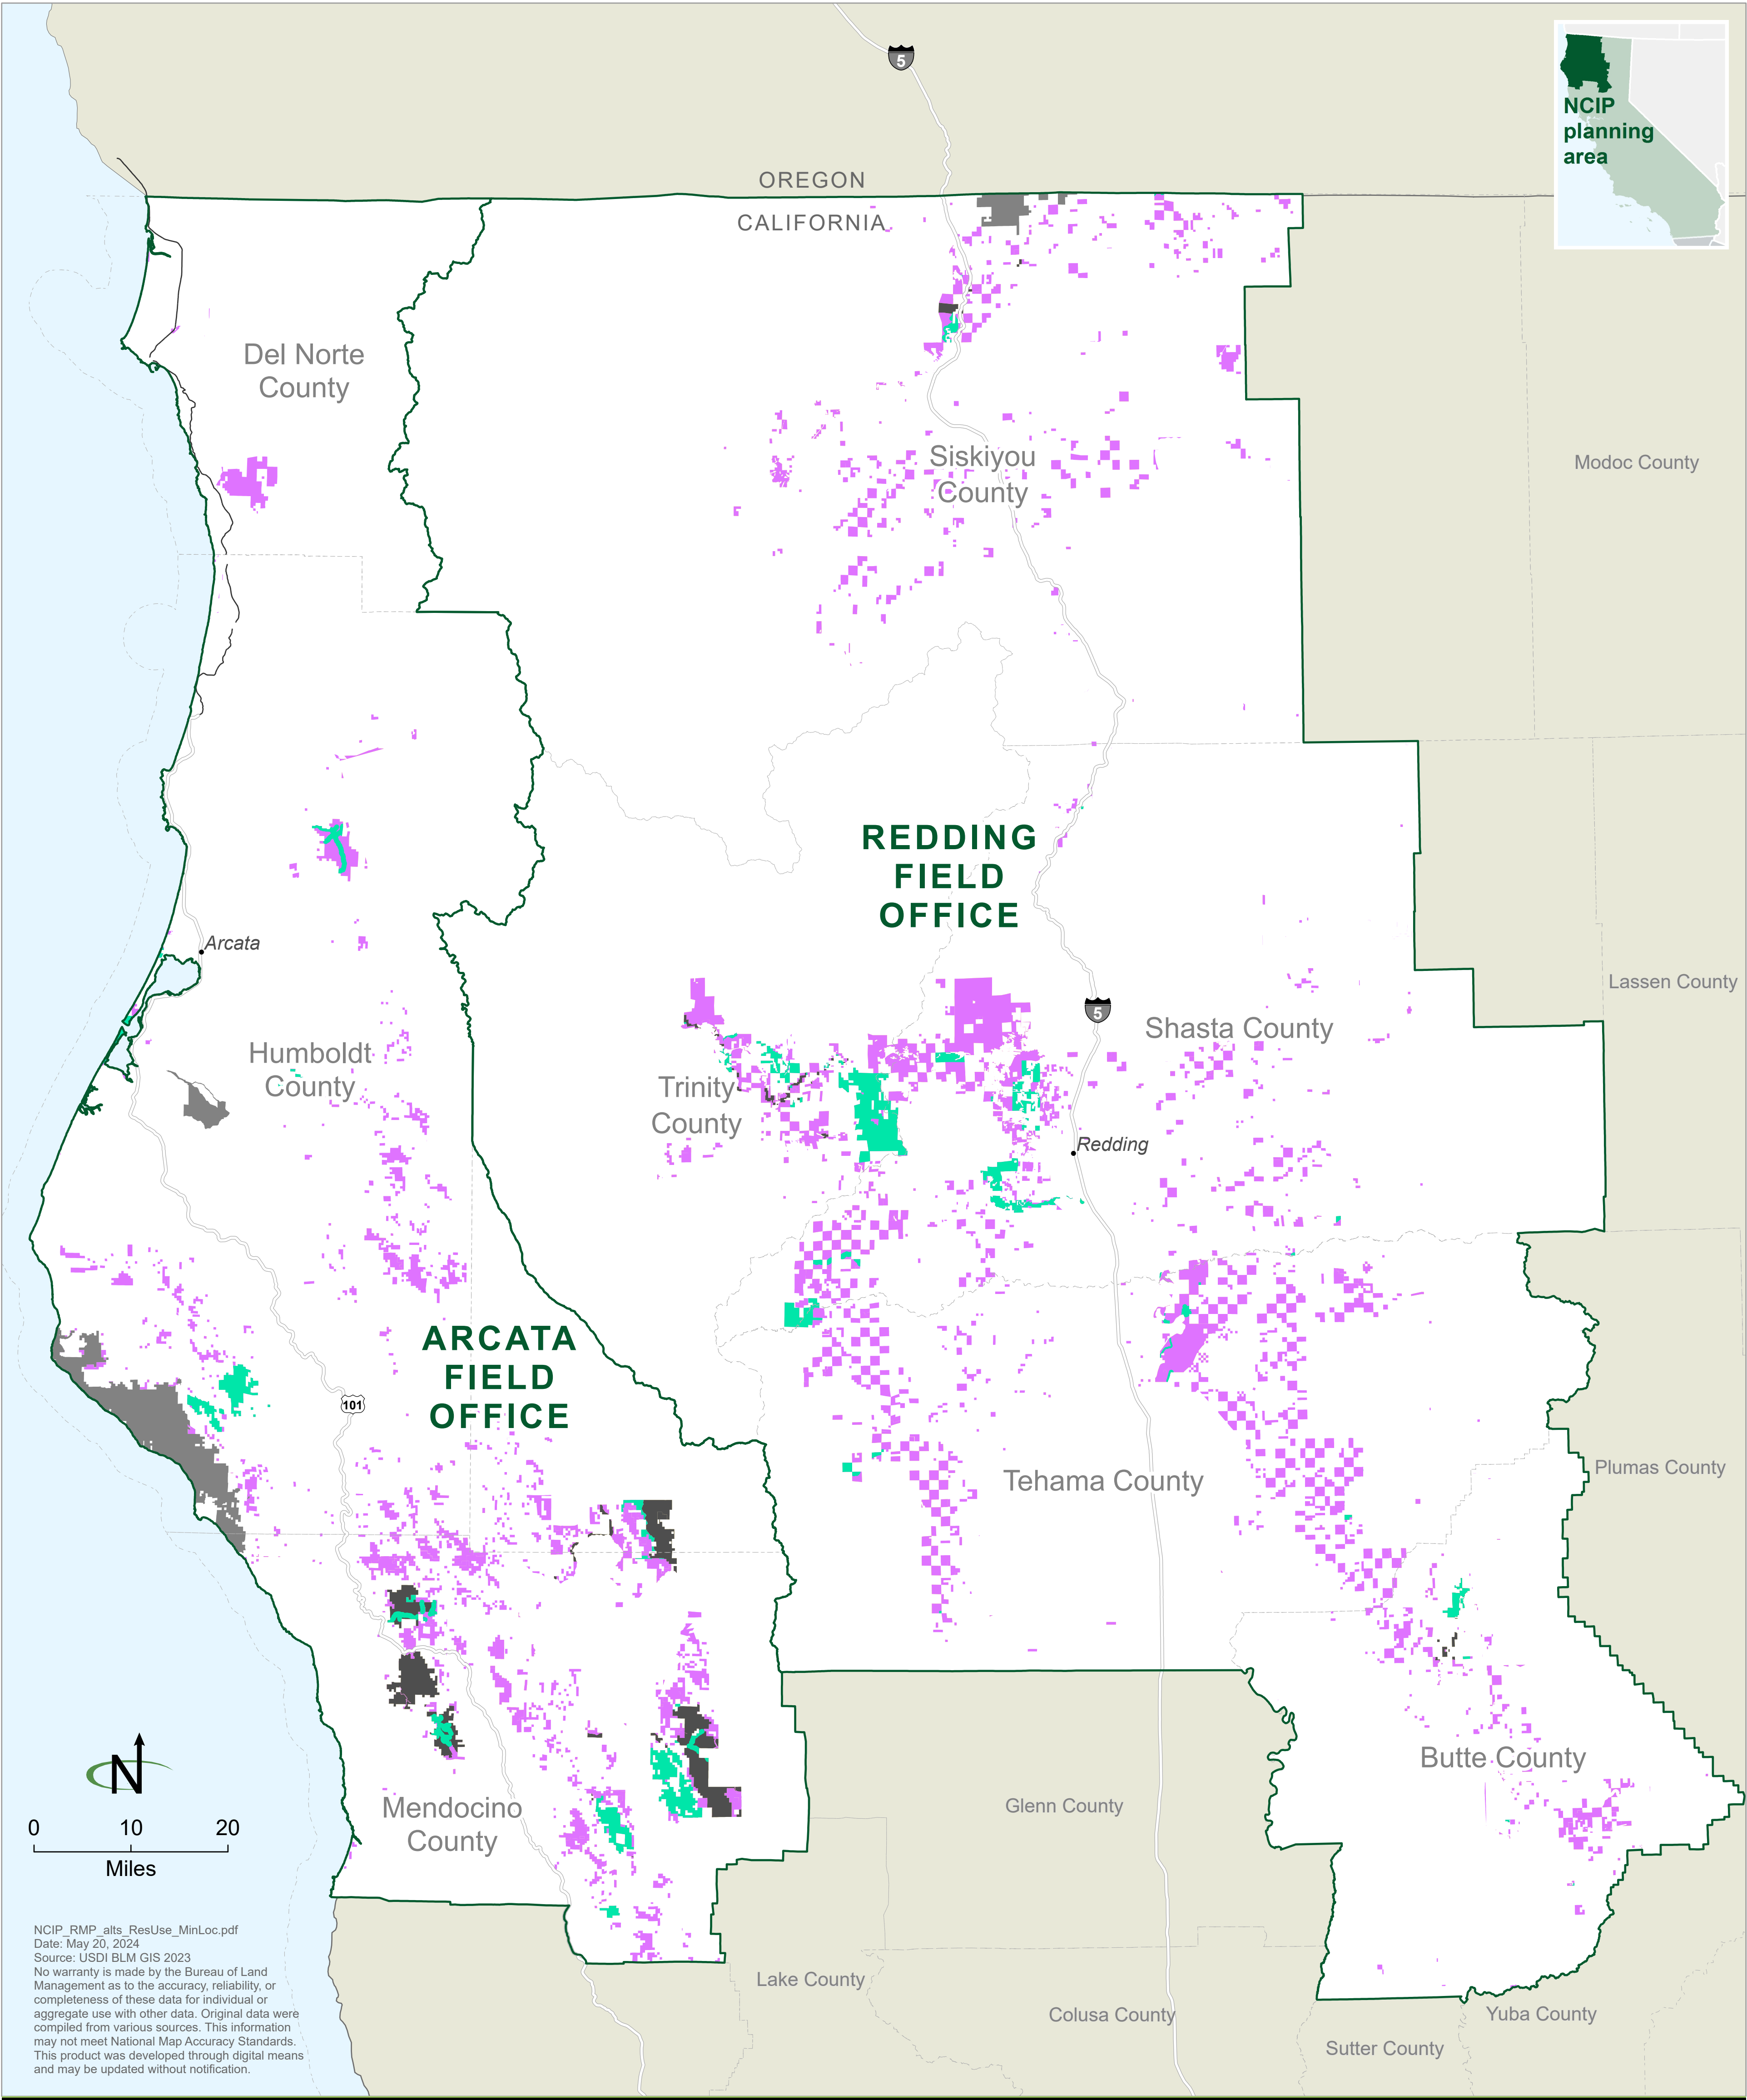 5
NCIP
planning
area
OREGON
CALIFORNIA
Del Norte
County
Siskiyou
County
Modoc County
REDDING
FIELD
OFFICE
Arcata
Lassen County
5
Shasta County
Humboldt
County
Trinity
County
Redding
ARCATA
FIELD
OFFICE
101
Plumas County
Tehama County
N
Butte County
Mendocino
County
Glenn County
0 10 20
Miles
NCIP_RMP_alts_ResUse_MinLoc.pdf
Date: May 20, 2024
Source: USDI BLM GIS 2023
No warranty is made by the Bureau of Land
Management as to the accuracy, reliability, or
completeness of these data for individual or
aggregate use with other data. Original data were
compiled from various sources. This information
may not meet National Map Accuracy Standards.
This product was developed through digital means
and may be updated without notification.
Lake County
Colusa County
Yuba County
Sutter County